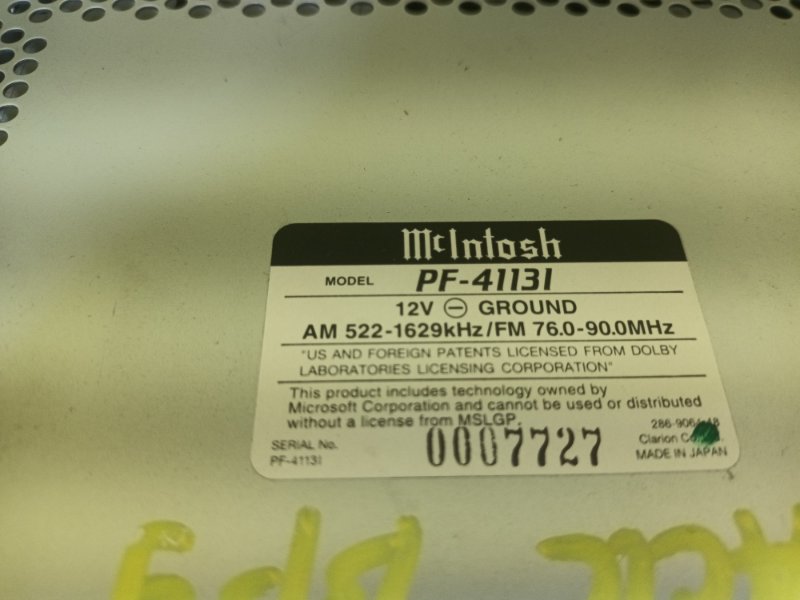 McIntosh
MODEL PF-4113I
12V ⊖ GROUND
AM 522-1629kHz/FM 76.0-90.0MHz
"US AND FOREIGN PATENTS LICENSED FROM DOLBY
LABORATORIES LICENSING CORPORATION"
This product includes technology owned by
Microsoft Corporation and cannot be used or distributed
without a license from MSLGP.
SERIAL No. 0007727
PF-4113I
Clarion
MADE IN JAPAN